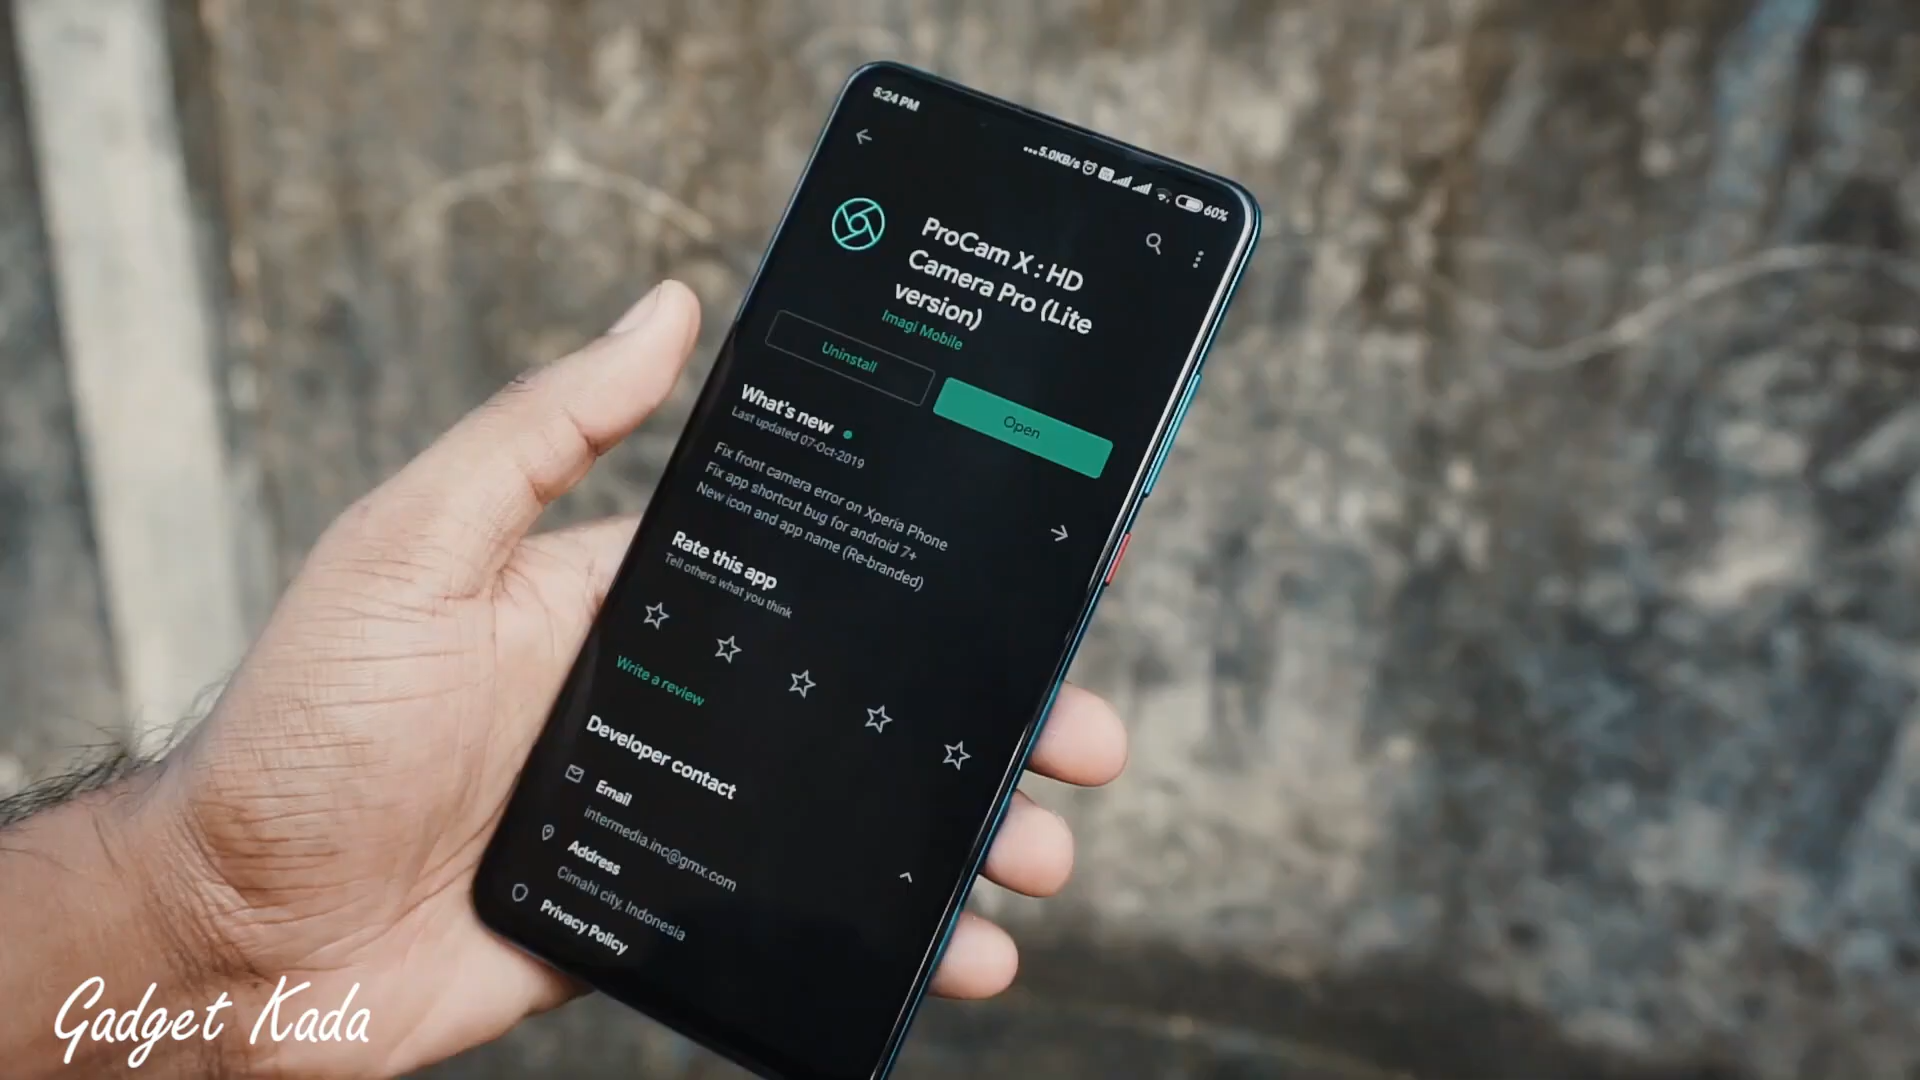 5:24 PM
...5.0KB/s
60%
ProCam X : HD
Camera Pro (Lite
version)
Imagi Mobile
Uninstall
Open
What's new
Last updated 07-Oct-2019
Fix front camera error on Xperia Phone
Fix app shortcut bug for android 7+
New icon and app name (Re-branded)
Rate this app
Tell others what you think
Write a review
Developer contact
Email
intermedia.inc@gmx.com
Address
Cimahi city, Indonesia
Privacy Policy
Gadget Kada